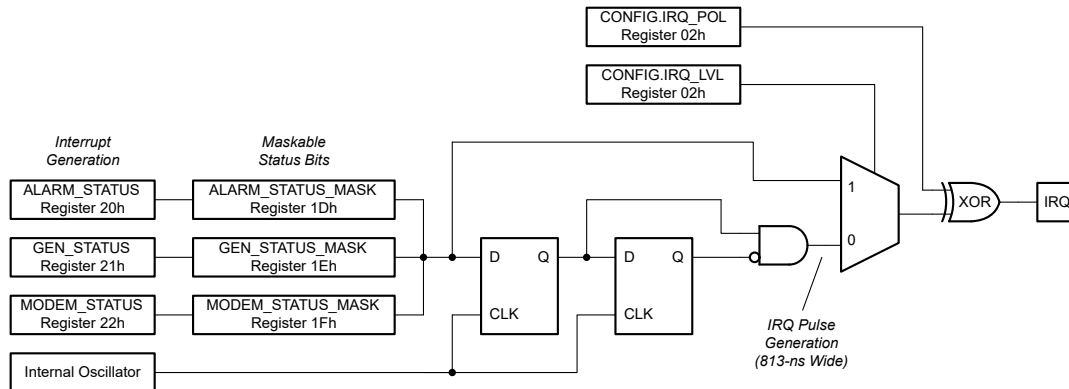 CONFIG.IRQ_POL
Register 02h
CONFIG.IRQ_LVL
Register 02h
Interrupt
Generation
Maskable
Status Bits
ALARM_STATUS
Register 20h
ALARM_STATUS_MASK
Register 1Dh
1
XOR
IRQ
GEN_STATUS
Register 21h
GEN_STATUS_MASK
Register 1Eh
D
Q
D
Q
0
MODEM_STATUS
Register 22h
MODEM_STATUS_MASK
Register 1Fh
CLK
CLK
IRQ Pulse
Generation
(813-ns Wide)
Internal Oscillator